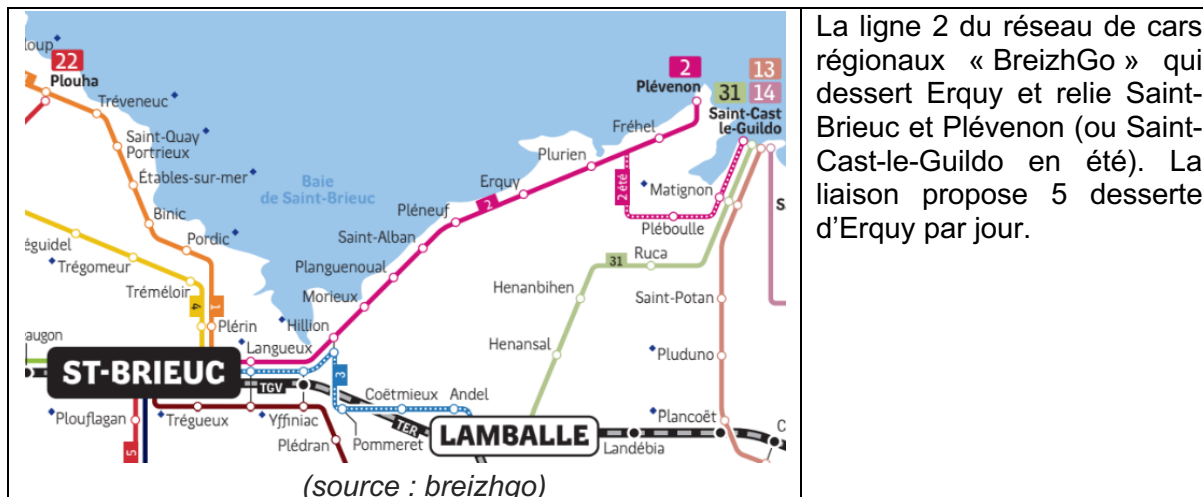 loup
22
Plouha
Tréveneuc
Saint-Quay
Portrieux
Étables-sur-mer
Binic
Pordic
Trégomeur
Tréméloir
4
1
Plérin
Baie
de Saint-Brieuc
2
Plévenon
13
31 14
Saint-Cast
le-Guildo
Fréhel
Plurien
Erquy
2
2 été
Matignon
Pléboulle
Pléneuf
Saint-Alban
Planguenoual
Morieux
Hillion
Langueux
31
Ruca
Henanbihen
Saint-Potan
Henansal
Pluduno
ST-BRIEUC
TGV
3
Coëtmieux
Andel
Plouflagan
Trégueux
Yffiniac
Plédran
Pommeret
TER
LAMBALLE
Plancoët
Landébia
5
(source : breizhgo)
La ligne 2 du réseau de cars
régionaux « BreizhGo » qui
dessert Erquy et relie Saint-
Brieuc et Plévenon (ou Saint-
Cast-le-Guildo en été). La
liaison propose 5 desserte
d’Erquy par jour.